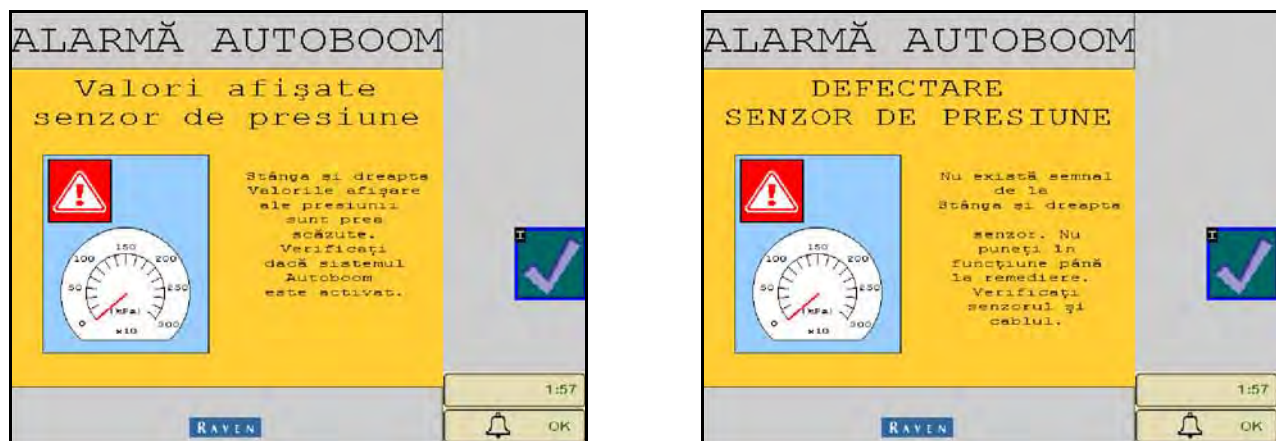 ALARMĂ AUTOBOOM
Valori afişate
senzor de presiune
Stânga şi dreapta
Valorile afişare
ale presiunii
sunt prea
scăzute.
Verificaţi
dacă sistemul
Autoboom
este activat.
150
100
200
50
250
(kPa)
0
300
x10
I
1:57
RAVEN
OK
ALARMĂ AUTOBOOM
DEFECTARE
SENZOR DE PRESIUNE
Nu există semnal
de la
Stânga şi dreapta
senzor. Nu
puneţi în
funcţiune până
la remediere.
Verificaţi
senzorul şi
cablul.
150
100
200
50
250
(kPa)
0
300
x10
I
1:57
RAVEN
OK